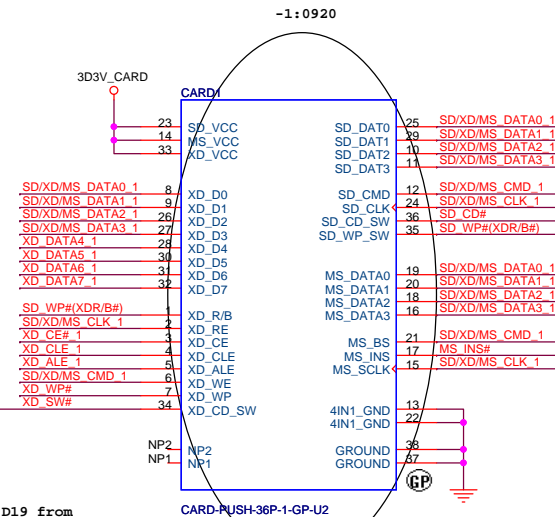 -1:0920
3D3V_CARD
CARD1
23 SD_VCC
14 MS_VCC
33 XD_VCC
SD/XD/MS_DATA0_1 8 XD_D0
SD/XD/MS_DATA1_1 9 XD_D1
SD/XD/MS_DATA2_1 26 XD_D2
SD/XD/MS_DATA3_1 27 XD_D3
XD_DATA4_1 28 XD_D4
XD_DATA5_1 30 XD_D5
XD_DATA6_1 31 XD_D6
XD_DATA7_1 32 XD_D7
SD_WP#(XDR/B#) 1 XD_R/B
SD/XD/MS_CLK_1 2 XD_RE
XD_CE#_1 3 XD_CE
XD_CLE_1 4 XD_CLE
XD_ALE_1 5 XD_ALE
SD/XD/MS_CMD_1 6 XD_WE
XD_WP# 7 XD_WP
XD_SW# 34 XD_CD_SW
NP2 NP2
NP1 NP1
SD_DAT0 25 SD/XD/MS_DATA0_1
SD_DAT1 29 SD/XD/MS_DATA1_1
SD_DAT2 10 SD/XD/MS_DATA2_1
SD_DAT3 11 SD/XD/MS_DATA3_1
SD_CMD 12 SD/XD/MS_CMD_1
SD_CLK 24 SD/XD/MS_CLK_1
SD_CD_SW 36 SD_CD#
SD_WP_SW 35 SD_WP#(XDR/B#)
MS_DATA0 19 SD/XD/MS_DATA0_1
MS_DATA1 20 SD/XD/MS_DATA1_1
MS_DATA2 18 SD/XD/MS_DATA2_1
MS_DATA3 16 SD/XD/MS_DATA3_1
MS_BS 21 SD/XD/MS_CMD_1
MS_INS 17 MS_INS#
MS_SCLK 15 SD/XD/MS_CLK_1
4IN1_GND 13
4IN1_GND 22
GROUND 38
GROUND 37
GP
CARD-PUSH-36P-1-GP-U2
D19 from